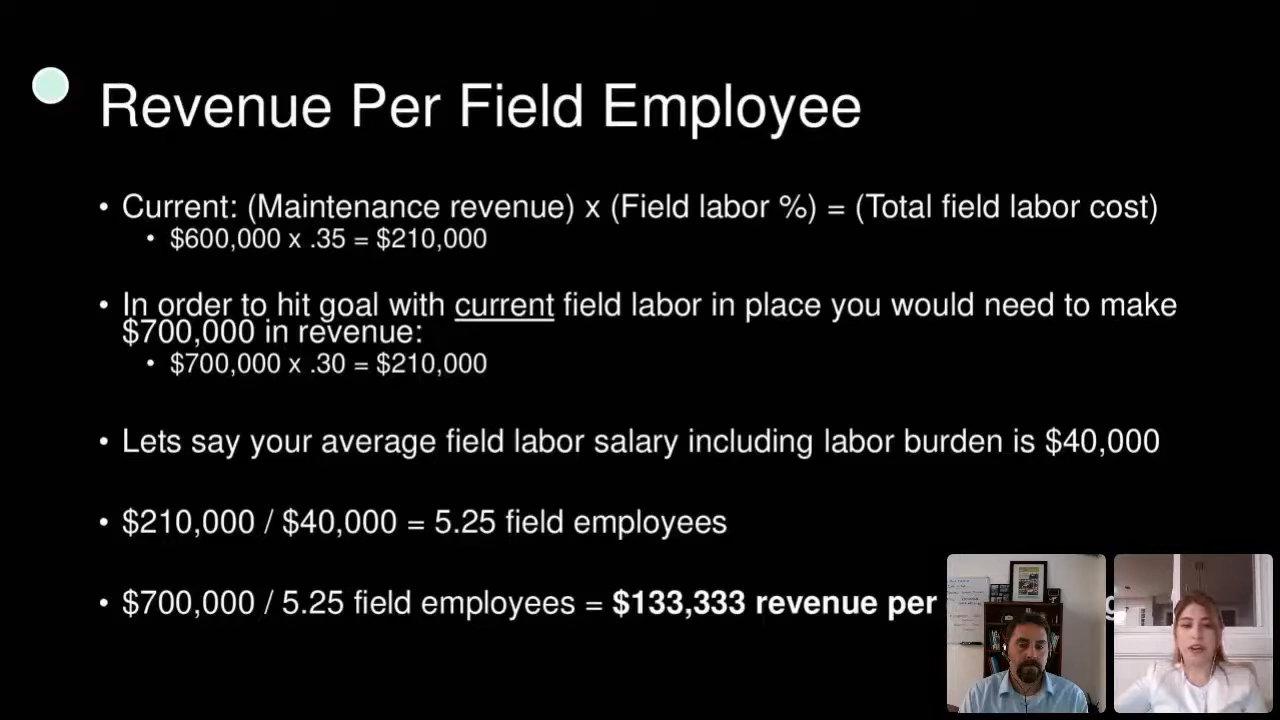 Revenue Per Field Employee
• Current: (Maintenance revenue) x (Field labor %) = (Total field labor cost)
• $600,000 x .35 = $210,000
• In order to hit goal with current field labor in place you would need to make
$700,000 in revenue:
• $700,000 x .30 = $210,000
• Lets say your average field labor salary including labor burden is $40,000
• $210,000 / $40,000 = 5.25 field employees
• $700,000 / 5.25 field employees = $133,333 revenue per